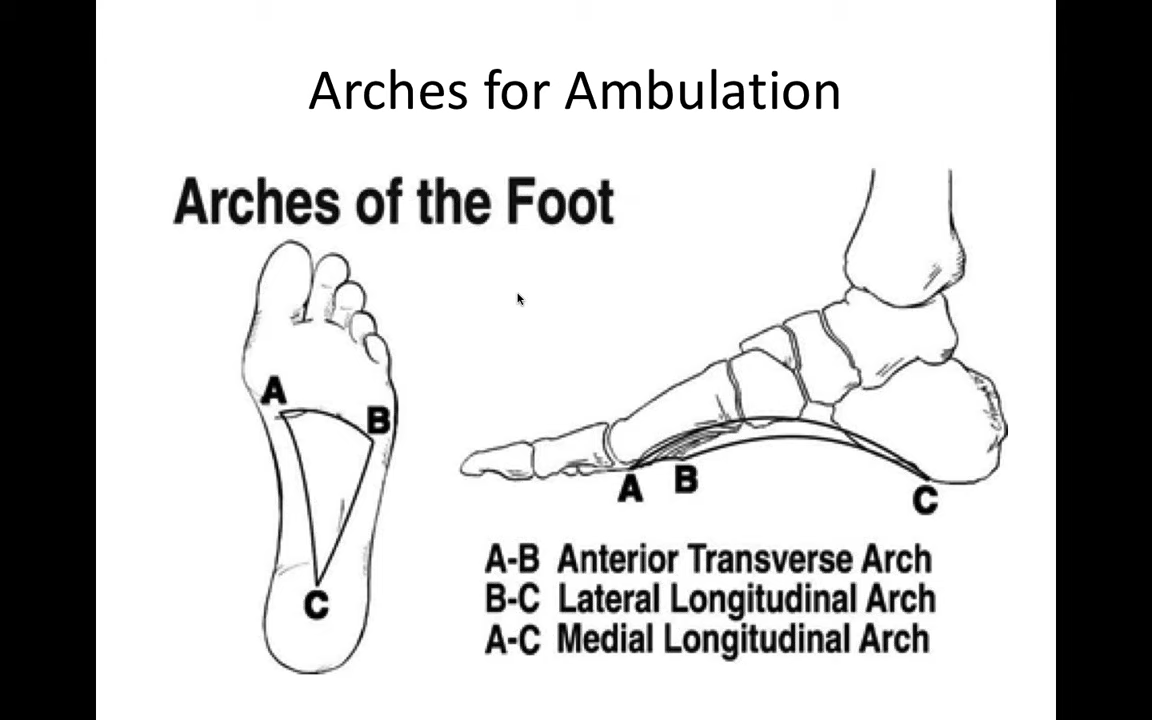 Arches for Ambulation
Arches of the Foot
A
B
C
A
B
C
A-B Anterior Transverse Arch
B-C Lateral Longitudinal Arch
A-C Medial Longitudinal Arch